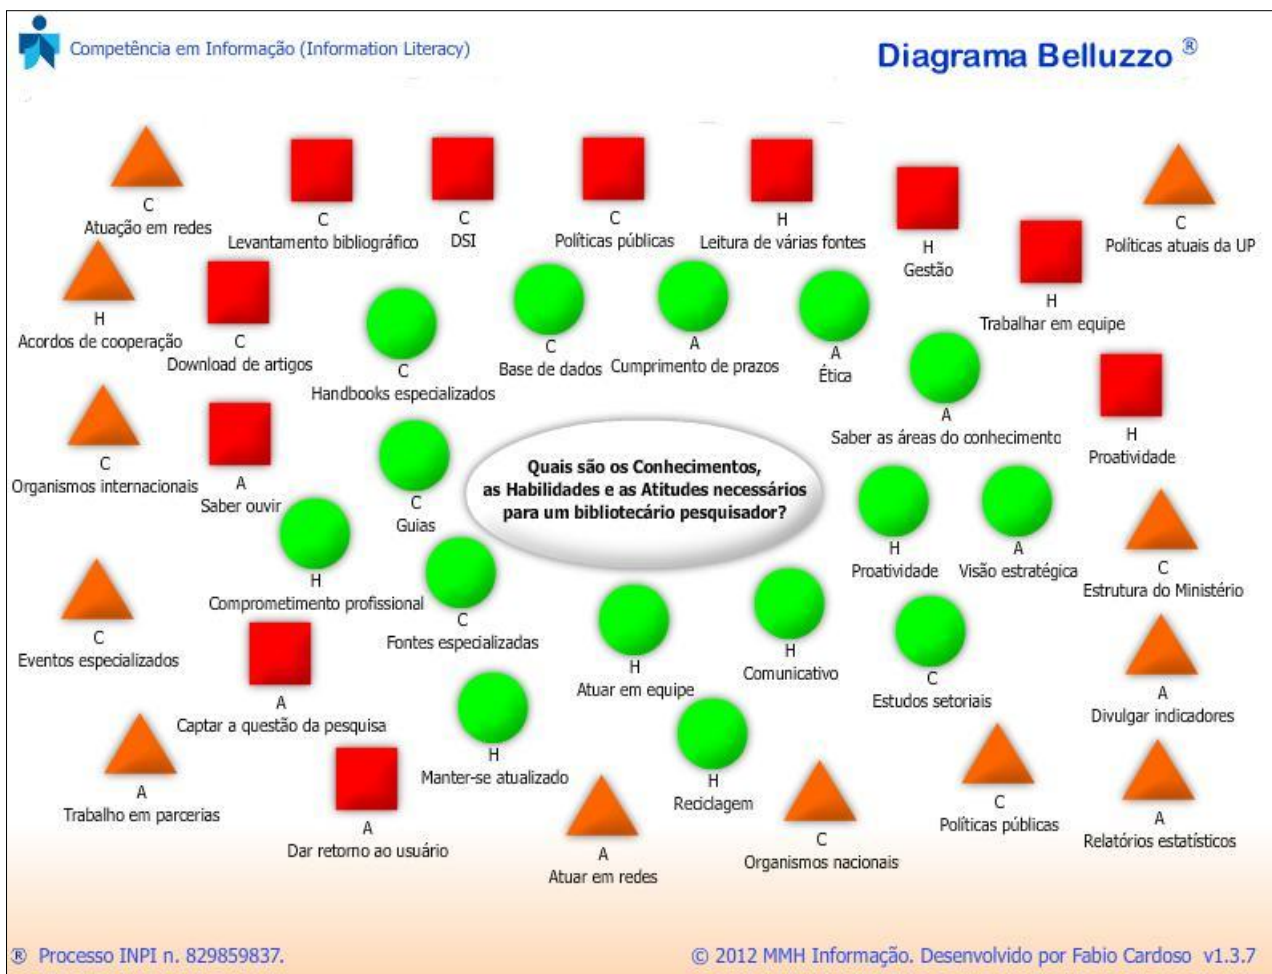 Competência em Informação (Information Literacy)
Diagrama Belluzzo ®
C
Atuação em redes
C
Levantamento bibliográfico
C
DSI
C
Políticas públicas
H
Leitura de várias fontes
H
Gestão
C
Políticas atuais da UP
H
Acordos de cooperação
C
Download de artigos
C
Handbooks especializados
C
Base de dados
A
Cumprimento de prazos
A
Ética
H
Trabalhar em equipe
A
Saber as áreas do conhecimento
H
Proatividade
C
Organismos internacionais
A
Saber ouvir
C
Guias
Quais são os Conhecimentos,
as Habilidades e as Atitudes necessários
para um bibliotecário pesquisador?
H
Proatividade
A
Visão estratégica
C
Estrutura do Ministério
H
Comprometimento profissional
C
Fontes especializadas
C
Eventos especializados
H
Atuar em equipe
H
Comunicativo
C
Estudos setoriais
A
Divulgar indicadores
A
Captar a questão da pesquisa
H
Manter-se atualizado
H
Reciclagem
A
Trabalho em parcerias
A
Dar retorno ao usuário
A
Atuar em redes
C
Organismos nacionais
C
Políticas públicas
A
Relatórios estatísticos
® Processo INPI n. 829859837.
© 2012 MMH Informação. Desenvolvido por Fabio Cardoso v1.3.7